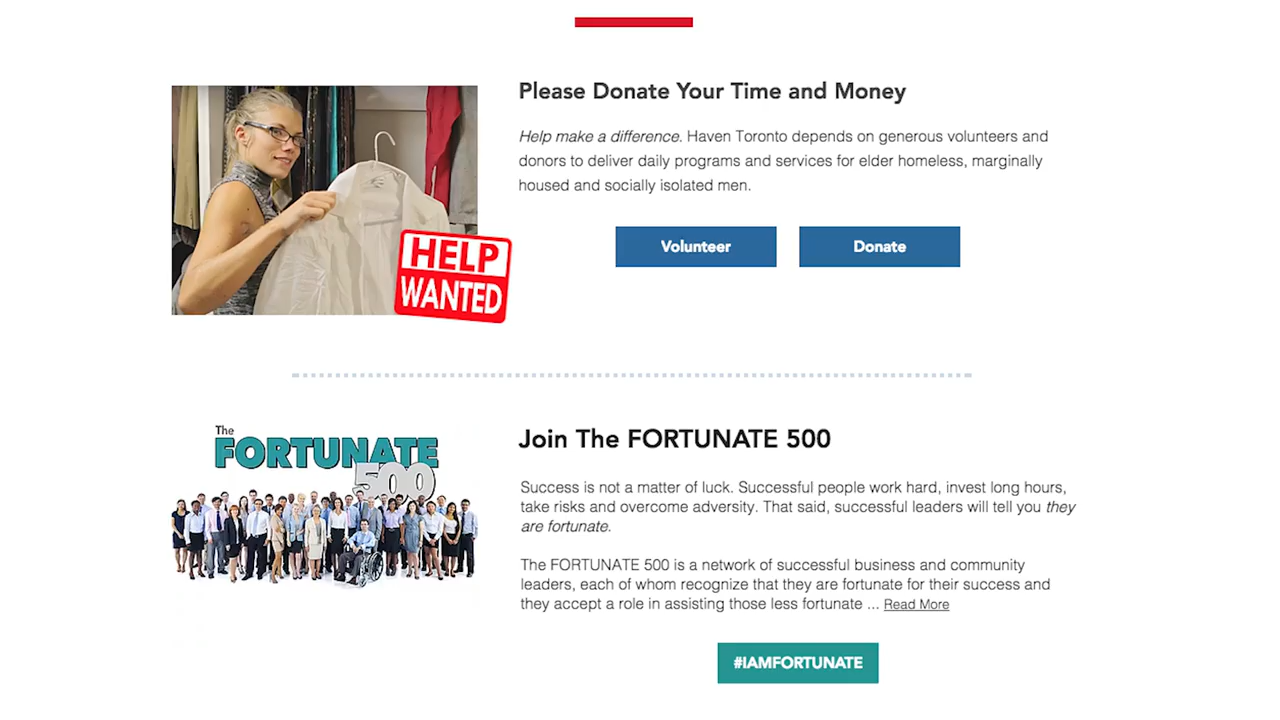 Please Donate Your Time and Money
Help make a difference. Haven Toronto depends on generous volunteers and
donors to deliver daily programs and services for elder homeless, marginally
housed and socially isolated men.
HELP
WANTED
Volunteer
Donate
The
FORTUNATE
500
Join The FORTUNATE 500
Success is not a matter of luck. Successful people work hard, invest long hours,
take risks and overcome adversity. That said, successful leaders will tell you they
are fortunate.
The FORTUNATE 500 is a network of successful business and community
leaders, each of whom recognize that they are fortunate for their success and
they accept a role in assisting those less fortunate ... Read More
#IAMFORTUNATE